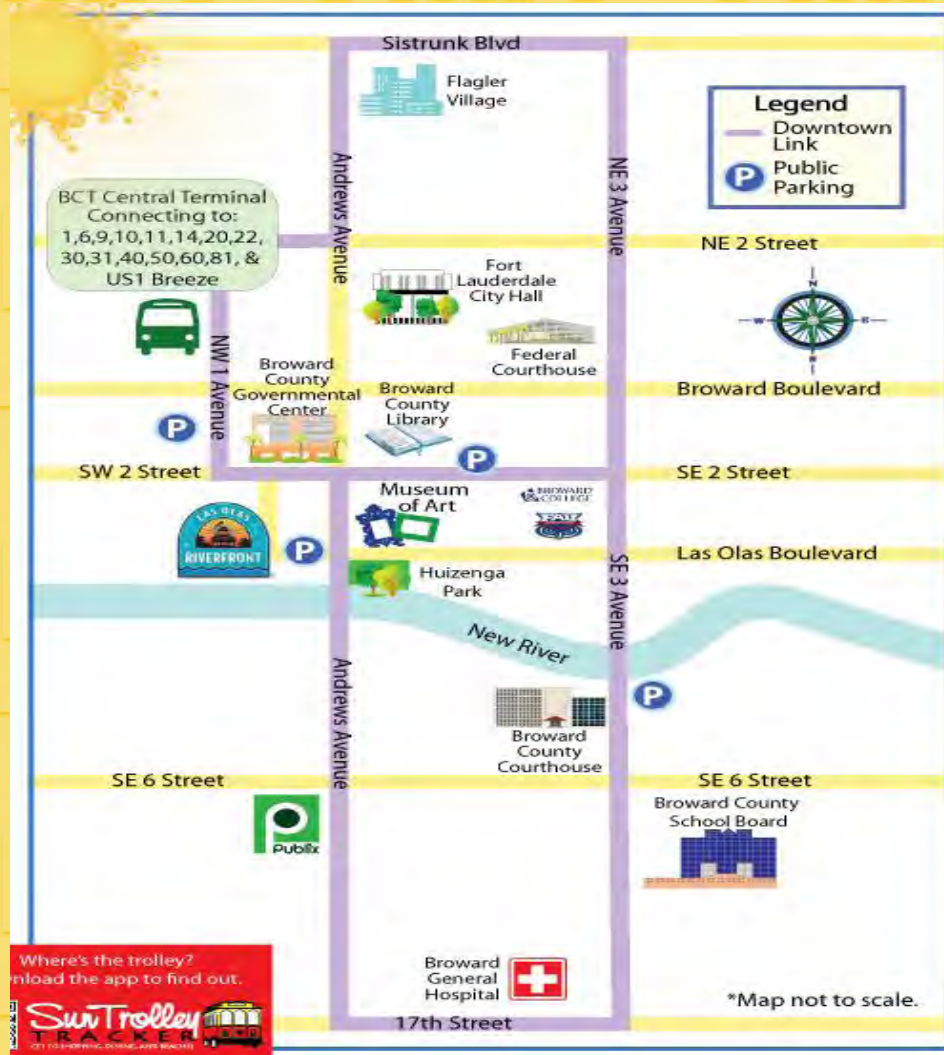 Sistrunk Blvd
Flagler
Village
Legend
Downtown
Link
P Public
Parking
Andrews Avenue
NE 3 Avenue
BCT Central Terminal
Connecting to:
1,6,9,10,11,14,20,22,
30,31,40,50,60,81, &
US1 Breeze
NE 2 Street
Fort
Lauderdale
City Hall
N
W
E
S
Federal
Courthouse
NW 1 Avenue
Broward
County
Governmental
Center
Broward
County
Library
Broward Boulevard
P
P
SW 2 Street
SE 2 Street
Museum
of Art
BROWARD
COLLEGE
FAU
LAS OLAS
RIVERFRONT
P
Las Olas Boulevard
Huizenga
Park
SE 3 Avenue
New River
Andrews Avenue
P
Broward
County
Courthouse
SE 6 Street
SE 6 Street
Publix
Broward County
School Board
Where's the trolley?
nload the app to find out.
Sun Trolley
TRACKER
Broward
General
Hospital
*Map not to scale.
17th Street